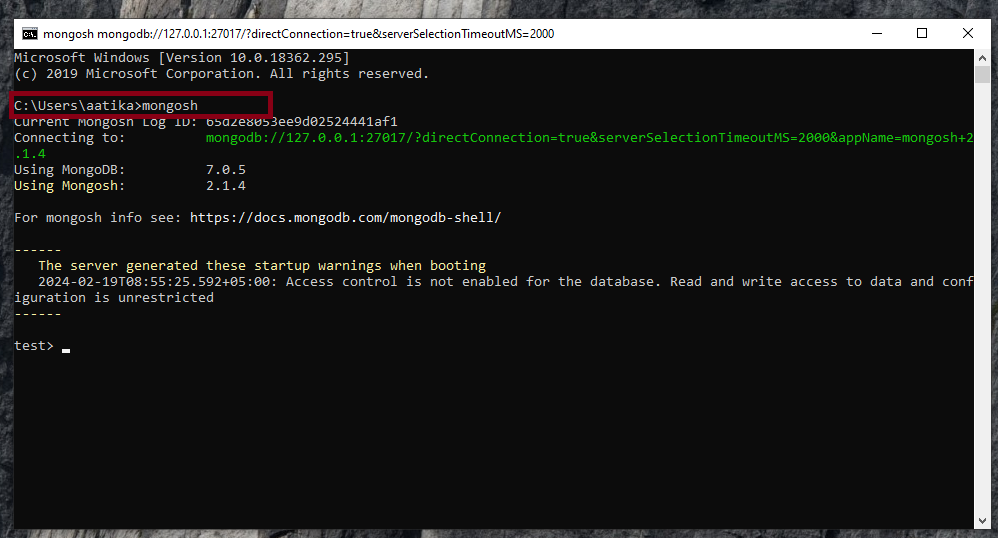 mongosh mongodb://127.0.0.1:27017/?directConnection=true&serverSelectionTimeoutMS=2000
Microsoft Windows [Version 10.0.18362.295]
(c) 2019 Microsoft Corporation. All rights reserved.
C:\Users\aatika>mongosh
Current Mongosh Log ID: 65d2e8053ee9d02524441af1
Connecting to: mongodb://127.0.0.1:27017/?directConnection=true&serverSelectionTimeoutMS=2000&appName=mongosh+2
.1.4
Using MongoDB: 7.0.5
Using Mongosh: 2.1.4
For mongosh info see: https://docs.mongodb.com/mongodb-shell/
------
The server generated these startup warnings when booting
2024-02-19T08:55:25.592+05:00: Access control is not enabled for the database. Read and write access to data and conf
iguration is unrestricted
------
test>